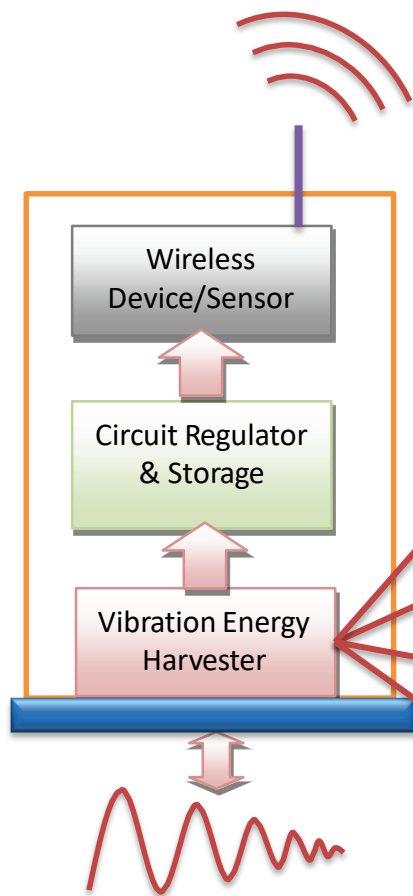 Wireless
Device/Sensor
Circuit Regulator
& Storage
Vibration Energy
Harvester